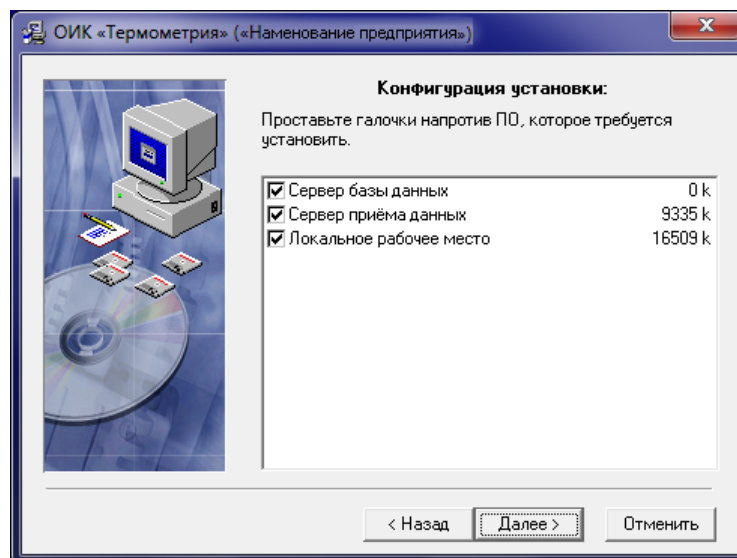 ОИК «Термометрия» («Наменование предприятия»)
Конфигурация установки:
Проставьте галочки напротив ПО, которое требуется
установить.
Сервер базы данных 0 k
Сервер приёма данных 9335 k
Локальное рабочее место 16509 k
< Назад Далее > Отменить